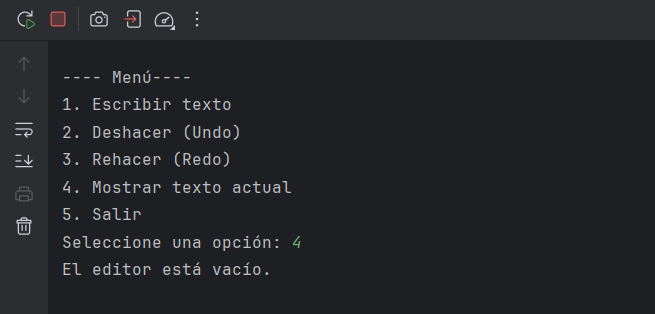 ---- Menú----
1. Escribir texto
2. Deshacer (Undo)
3. Rehacer (Redo)
4. Mostrar texto actual
5. Salir
Seleccione una opción: 4
El editor está vacío.